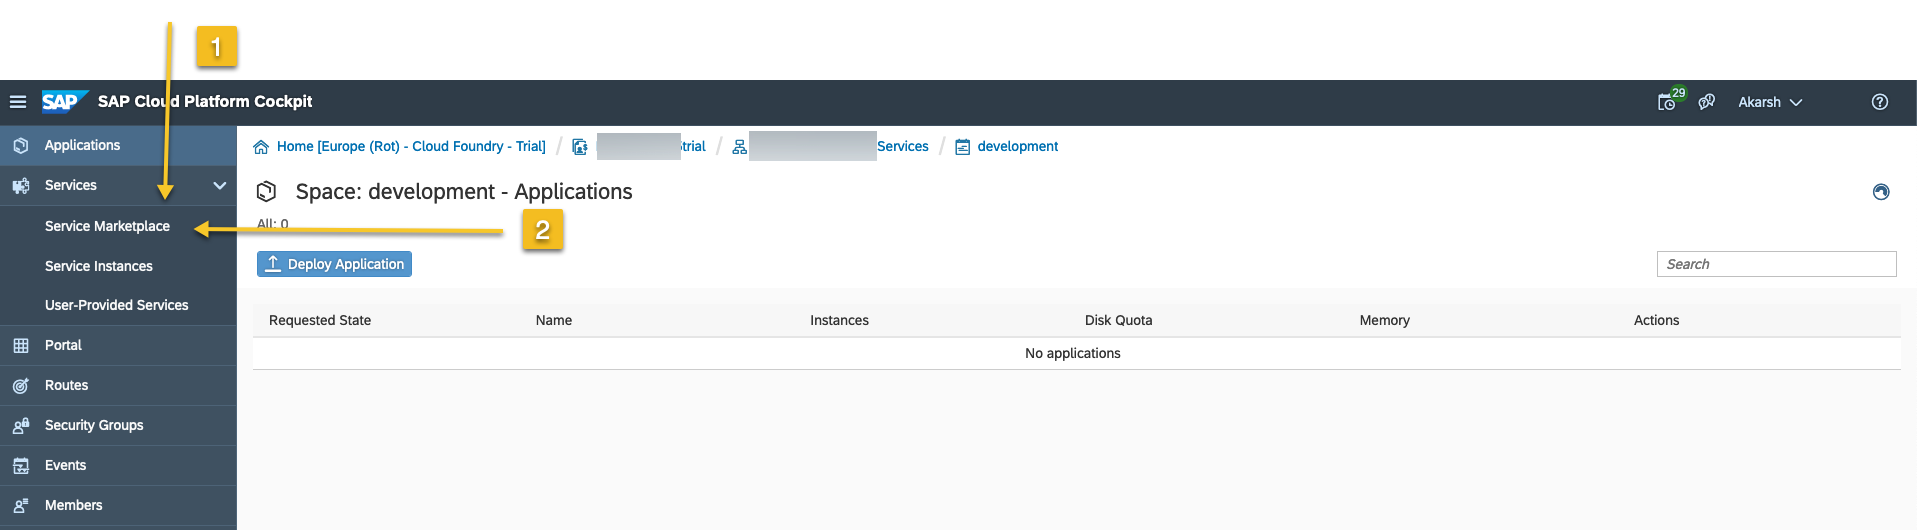 1
SAP SAP Cloud Platform Cockpit
29
Akarsh
Applications
Home [Europe (Rot) - Cloud Foundry - Trial] / trial / Services / development
Services
Space: development - Applications
All: 0
2
Service Marketplace
Service Instances
Deploy Application
Search
User-Provided Services
Requested State Name Instances Disk Quota Memory Actions
Portal
No applications
Routes
Security Groups
Events
Members